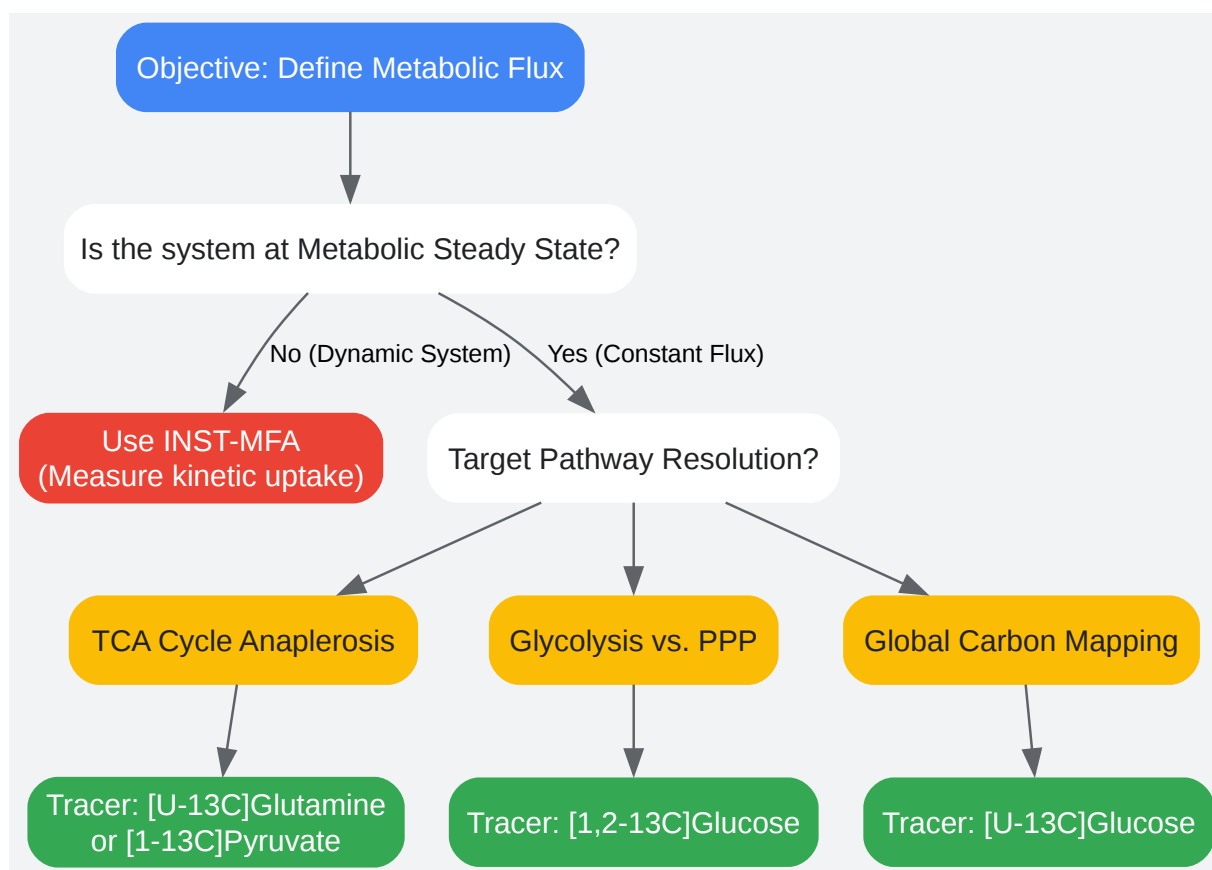 Objective: Define Metabolic Flux
Is the system at Metabolic Steady State?
No (Dynamic System)
Yes (Constant Flux)
Use INST-MFA
(Measure kinetic uptake)
Target Pathway Resolution?
TCA Cycle Anaplerosis
Glycolysis vs. PPP
Global Carbon Mapping
Tracer: [U-13C]Glutamine
or [1-13C]Pyruvate
Tracer: [1,2-13C]Glucose
Tracer: [U-13C]Glucose